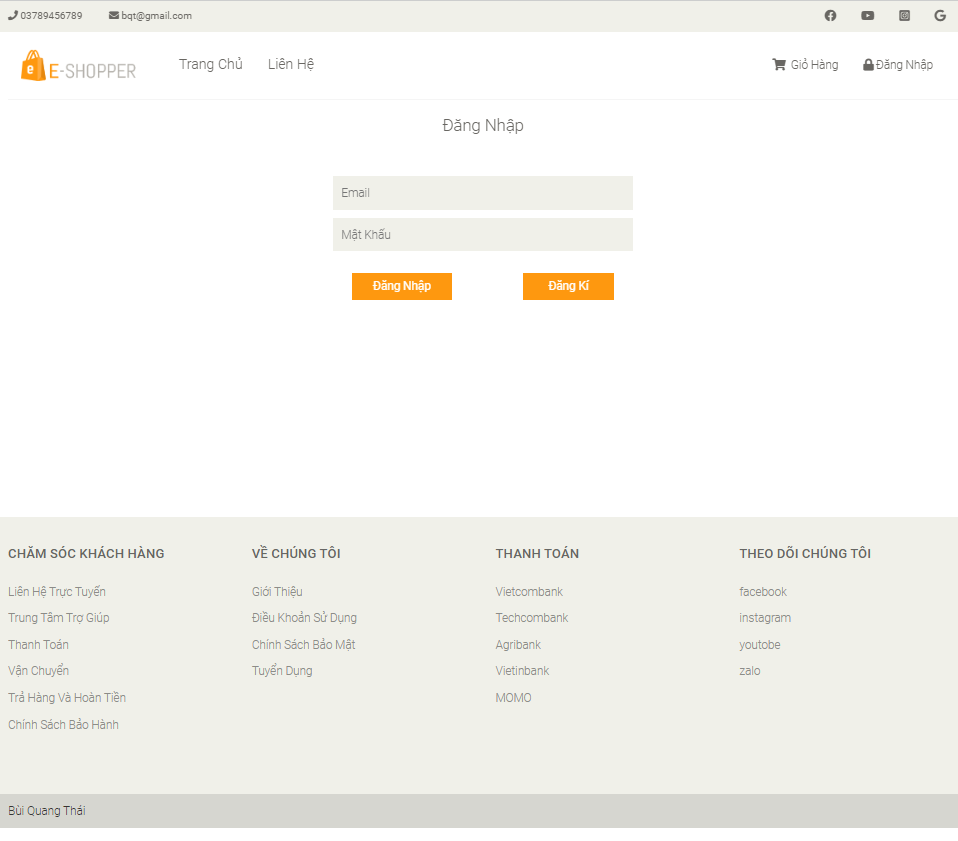 03789456789 bqt@gmail.com
e E-SHOPPER Trang Chủ Liên Hệ Giỏ Hàng Đăng Nhập
Đăng Nhập
Email
Mật Khẩu
Đăng Nhập Đăng Kí
CHĂM SÓC KHÁCH HÀNG
Liên Hệ Trực Tuyến
Trung Tâm Trợ Giúp
Thanh Toán
Vận Chuyển
Trả Hàng Và Hoàn Tiền
Chính Sách Bảo Hành
VỀ CHÚNG TÔI
Giới Thiệu
Điều Khoản Sử Dụng
Chính Sách Bảo Mật
Tuyển Dụng
THANH TOÁN
Vietcombank
Techcombank
Agribank
Vietinbank
MOMO
THEO DÕI CHÚNG TÔI
facebook
instagram
youtobe
zalo
Bùi Quang Thái